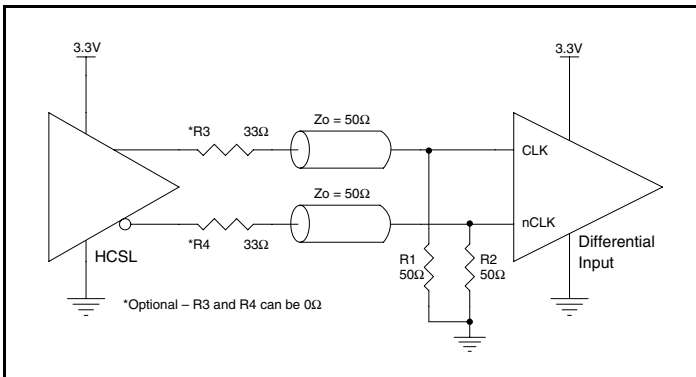 3.3V
3.3V
*R3 33Ω
Zo = 50Ω
CLK
Zo = 50Ω
nCLK
*R4 33Ω
HCSL
R1
50Ω
R2
50Ω
Differential
Input
*Optional – R3 and R4 can be 0Ω